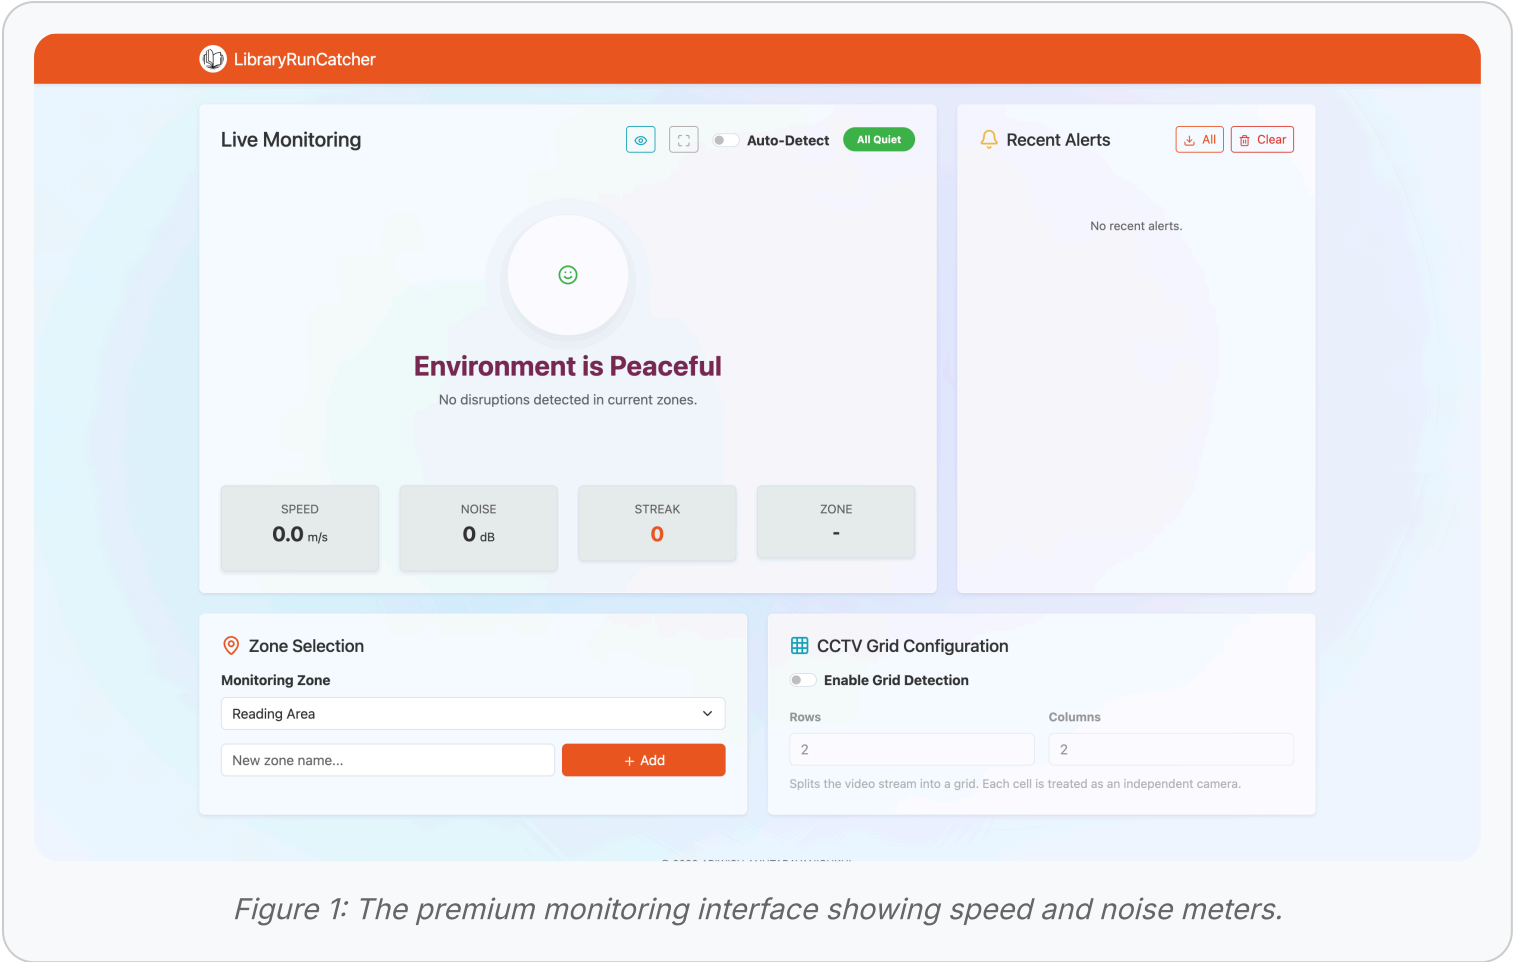 LibraryRunCatcher
Live Monitoring
Auto-Detect
All Quiet
Environment is Peaceful
No disruptions detected in current zones.
SPEED
0.0 m/s
NOISE
0 dB
STREAK
0
ZONE
-
Recent Alerts
All
Clear
No recent alerts.
Zone Selection
Monitoring Zone
Reading Area
New zone name...
+ Add
CCTV Grid Configuration
Enable Grid Detection
Rows
Columns
2
2
Splits the video stream into a grid. Each cell is treated as an independent camera.
Figure 1: The premium monitoring interface showing speed and noise meters.